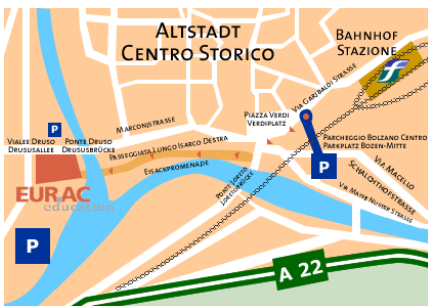 ALTSTADT
CENTRO STORICO
BAHNHOF
STAZIONE
VIA GARIBALDI STRASSE
PIAZZA VERDI
VERDIPLATZ
MARCONISTRASSE
P
VIALE DRUSO
DRUSUSALLEE
PONTE DRUSO
DRUSUSBRÜCKE
PASSEGGIATA LUNGO ISARCO DESTRA
EISACKPROMENADE
PARCHEGGIO BOLZANO CENTRO
PARKPLATZ BOZEN-MITTE
P
VIA MACELLO
SCHLACHTHOFSTRASSE
VIA MAYR NUSSER STRASSE
PONTE LORETO
EURAC
education
P
A 22